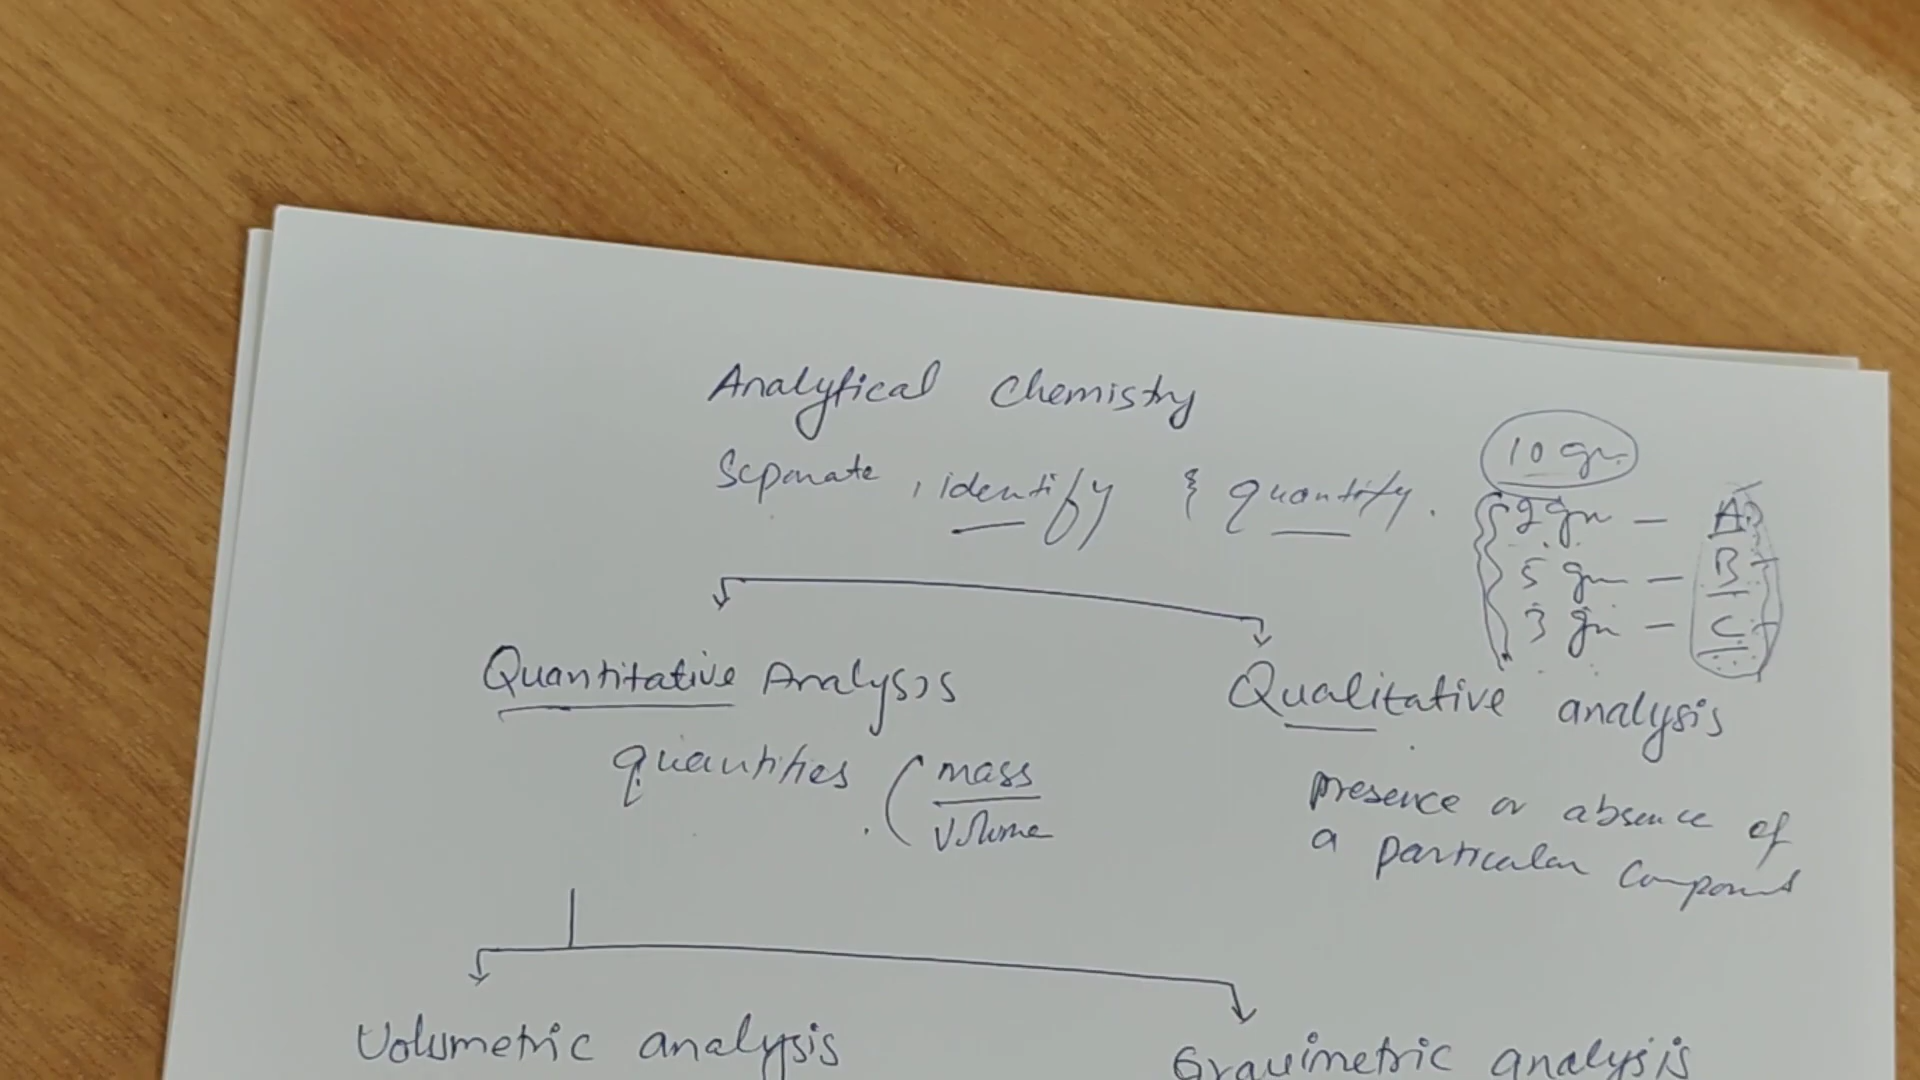 Analytical Chemistry
Separate, identify & quantify.
10 gm
2 gm — A
5 gm — B
3 gm — C
Quantitative Analysis
Qualitative analysis
quantities. ( mass
volume
presence or absence of
a particular compound
Volumetric analysis
Gravimetric analysis